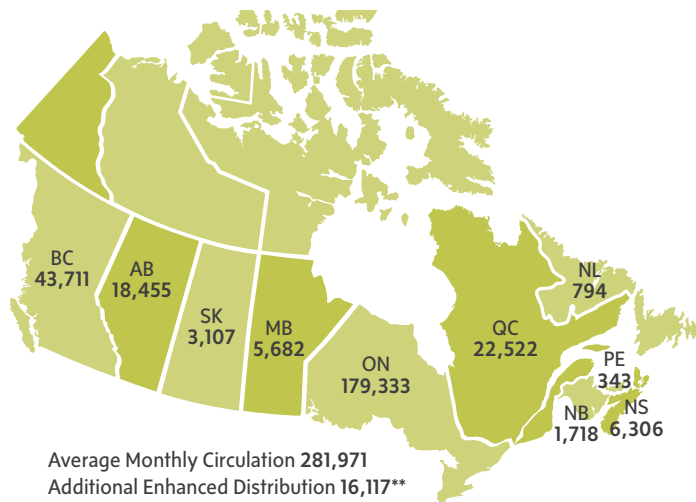 BC
43,711
AB
18,455
SK
3,107
MB
5,682
ON
179,333
QC
22,522
NL
794
PE
343
NB
1,718
NS
6,306
Average Monthly Circulation 281,971
Additional Enhanced Distribution 16,117**